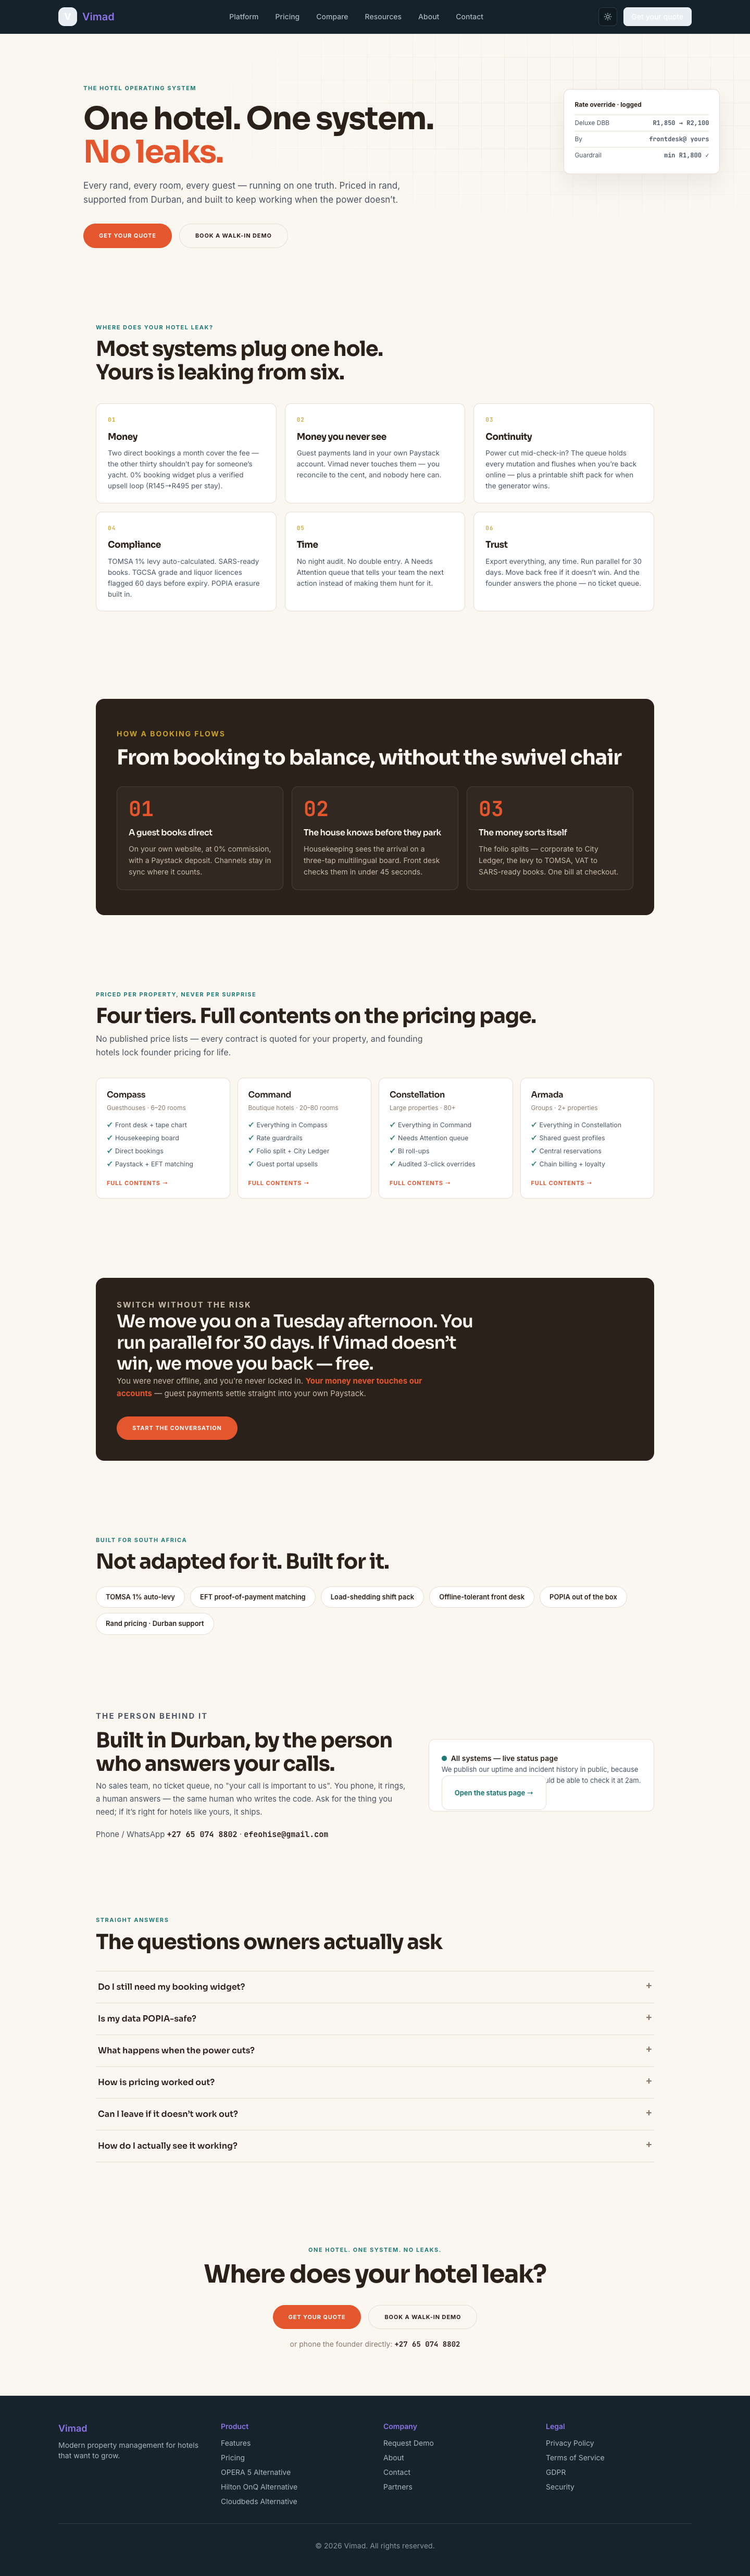 Vimad
Platform
Pricing
Compare
Resources
About
Contact
THE HOTEL OPERATING SYSTEM
One hotel. One system.
No leaks.
Every rand, every room, every guest — running on one truth. Priced in rand,
supported from Durban, and built to keep working when the power doesn’t.
GET YOUR QUOTE
BOOK A WALK-IN DEMO
Rate override · logged
Deluxe DBB R1,850 → R2,100
By frontdesk@ yours
Guardrail min R1,800 ✓
WHERE DOES YOUR HOTEL LEAK?
Most systems plug one hole.
Yours is leaking from six.
01
Money
Two direct bookings a month cover the fee —
the other thirty shouldn’t pay for someone’s
yacht. 0% booking widget plus a verified
upsell loop (R145→R495 per stay).
02
Money you never see
Guest payments land in your own Paystack
account. Vimad never touches them — you
reconcile to the cent, and nobody here can.
03
Continuity
Power cut mid-check-in? The queue holds
every mutation and flushes when you’re back
online — plus a printable shift pack for when
the generator wins.
04
Compliance
TOMSA 1% levy auto-calculated. SARS-ready
books. TGCSA grade and liquor licences
flagged 60 days before expiry. POPIA erasure
built in.
05
Time
No night audit. No double entry. A Needs
Attention queue that tells your team the next
action instead of making them hunt for it.
06
Trust
Export everything, any time. Run parallel for 30
days. Move back free if it doesn’t win. And the
founder answers the phone — no ticket queue.
HOW A BOOKING FLOWS
From booking to balance, without the swivel chair
01
A guest books direct
On your own website, at 0% commission,
with a Paystack deposit. Channels stay in
sync where it counts.
02
The house knows before they park
Housekeeping sees the arrival on a
three-tap multilingual board. Front desk
checks them in under 45 seconds.
03
The money sorts itself
The folio splits — corporate to City
Ledger, the levy to TOMSA, VAT to
SARS-ready books. One bill at checkout.
PRICED PER PROPERTY, NEVER PER SURPRISE
Four tiers. Full contents on the pricing page.
No published price lists — every contract is quoted for your property, and founding
hotels lock founder pricing for life.
Compass
Guesthouses · 6–20 rooms
✓ Front desk + tape chart
✓ Housekeeping board
✓ Direct bookings
✓ Paystack + EFT matching
FULL CONTENTS →
Command
Boutique hotels · 20–80 rooms
✓ Everything in Compass
✓ Rate guardrails
✓ Folio split + City Ledger
✓ Guest portal upsells
FULL CONTENTS →
Constellation
Large properties · 80+
✓ Everything in Command
✓ Needs Attention queue
✓ BI roll-ups
✓ Audited 3-click overrides
FULL CONTENTS →
Armada
Groups · 2+ properties
✓ Everything in Constellation
✓ Shared guest profiles
✓ Central reservations
✓ Chain billing + loyalty
FULL CONTENTS →
SWITCH WITHOUT THE RISK
We move you on a Tuesday afternoon. You
run parallel for 30 days. If Vimad doesn’t
win, we move you back — free.
You were never offline, and you’re never locked in. Your money never touches our
accounts — guest payments settle straight into your own Paystack.
START THE CONVERSATION
BUILT FOR SOUTH AFRICA
Not adapted for it. Built for it.
TOMSA 1% auto-levy
EFT proof-of-payment matching
Load-shedding shift pack
Offline-tolerant front desk
POPIA out of the box
Rand pricing · Durban support
THE PERSON BEHIND IT
Built in Durban, by the person
who answers your calls.
No sales team, no ticket queue, no "your call is important to us". You phone, it rings,
a human answers — the same human who writes the code. Ask for the thing you
need; if it’s right for hotels like yours, it ships.
Phone / WhatsApp +27 65 074 8802 · efeohise@gmail.com
All systems — live status page
We publish our uptime and incident history in public, because
uld be able to check it at 2am.
Open the status page →
STRAIGHT ANSWERS
The questions owners actually ask
Do I still need my booking widget? +
Is my data POPIA-safe? +
What happens when the power cuts? +
How is pricing worked out? +
Can I leave if it doesn’t work out? +
How do I actually see it working? +
ONE HOTEL. ONE SYSTEM. NO LEAKS.
Where does your hotel leak?
GET YOUR QUOTE
BOOK A WALK-IN DEMO
or phone the founder directly: +27 65 074 8802
Vimad
Modern property management for hotels
that want to grow.
Product
Features
Pricing
OPERA 5 Alternative
Hilton OnQ Alternative
Cloudbeds Alternative
Company
Request Demo
About
Contact
Partners
Legal
Privacy Policy
Terms of Service
GDPR
Security
© 2026 Vimad. All rights reserved.